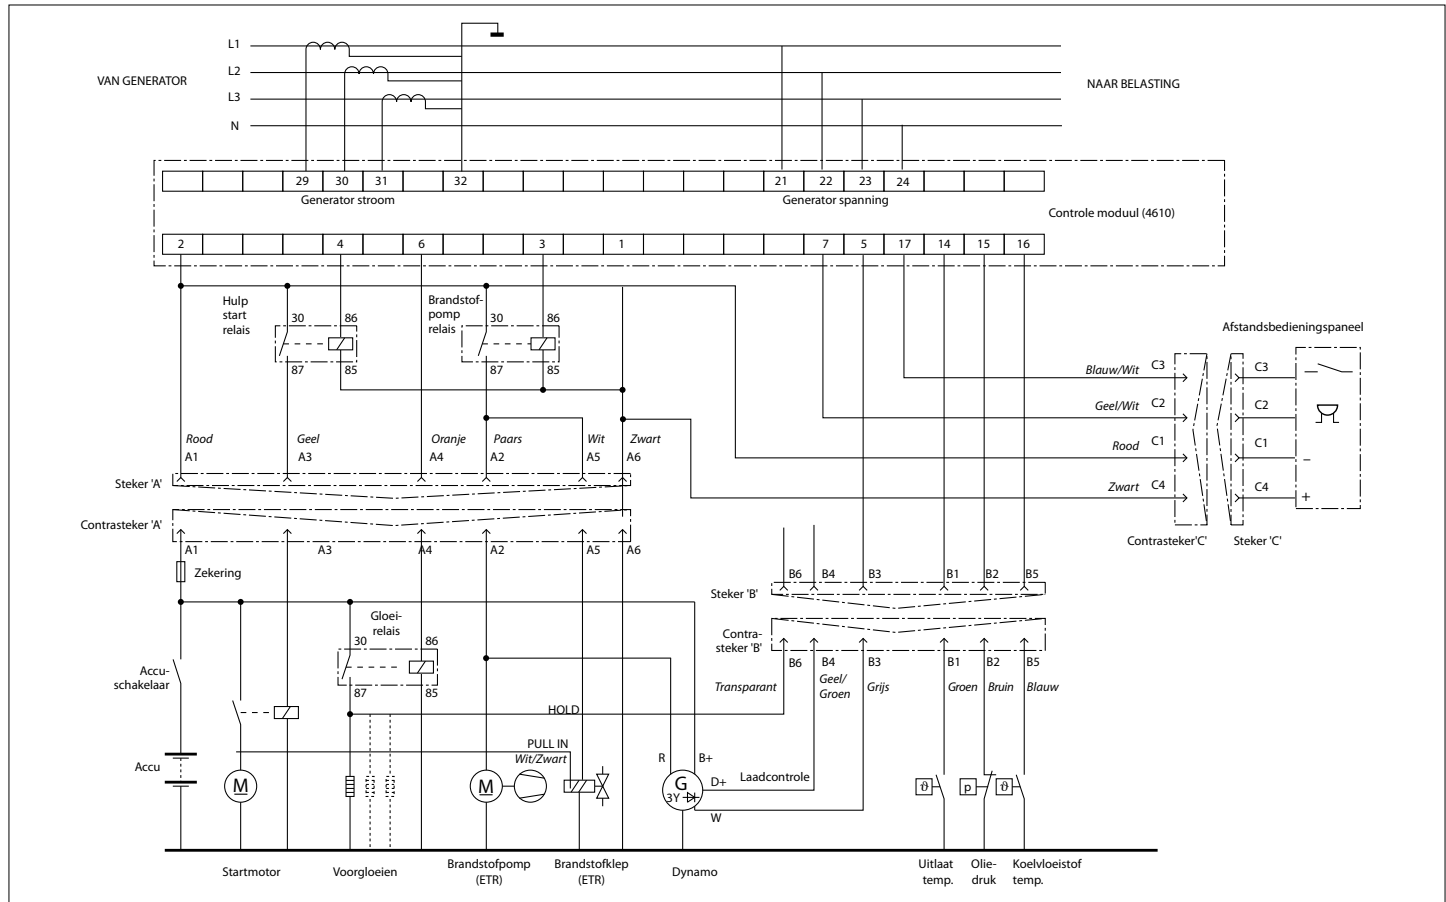 L1
VAN GENERATOR
L2
NAAR BELASTING
L3
N
29 30 31 32 21 22 23 24
Generator stroom
Generator spanning
Controle moduul (4610)
2 4 6 3 1 7 5 17 14 15 16
Hulp
start
relais
30 86
87 85
Brandstof-
pomp
relais
30 86
87 85
Afstandsbedieningspaneel
Blauw/Wit C3 C3
Geel/Wit C2 C2
Rood C1 C1 –
Zwart C4 C4 +
Contrasteker'C' Steker 'C'
Rood Geel Oranje Paars Wit Zwart
A1 A3 A4 A2 A5 A6
Steker 'A'
Contrasteker 'A'
A1 A3 A4 A2 A5 A6
Zekering
B6 B4 B3 B1 B2 B5
Steker 'B'
Contra-
steker 'B'
B6 B4 B3 B1 B2 B5
Transparant
Geel/
Groen
Grijs Groen Bruin Blauw
Gloei-
relais
30 86
87 85
Accu-
schakelaar
HOLD
PULL IN
Wit/Zwart
Accu
M
M
R B+
G
3Y
D+
W
Laadcontrole
ϑ p ϑ
Startmotor
Voorgloeien
Brandstofpomp
(ETR)
Brandstofklep
(ETR)
Dynamo
Uitlaat
temp.
Olie-
druk
Koelvloeistof
temp.